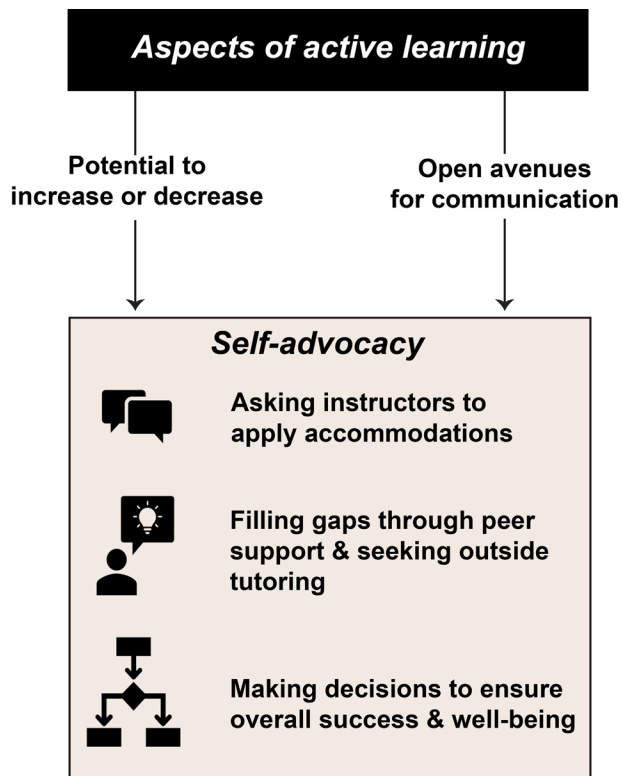 Aspects of active learning
Potential to
increase or decrease
Open avenues
for communication
Self-advocacy
Asking instructors to
apply accommodations
Filling gaps through peer
support & seeking outside
tutoring
Making decisions to ensure
overall success & well-being